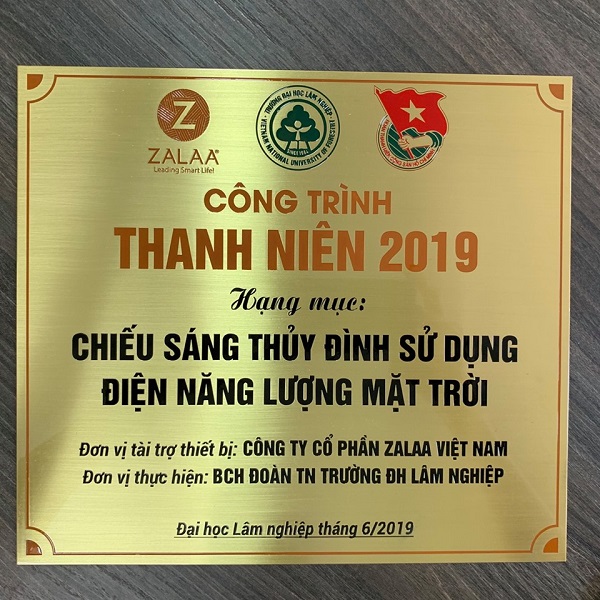 ZALAA®
Leading Smart Life!
TRƯỜNG ĐẠI HỌC LÂM NGHIỆP
VIETNAM NATIONAL UNIVERSITY OF FORESTRY
SINCE 1964
CÔNG TRÌNH
THANH NIÊN 2019
Hạng mục:
CHIẾU SÁNG THỦY ĐÌNH SỬ DỤNG
ĐIỆN NĂNG LƯỢNG MẶT TRỜI
Đơn vị tài trợ thiết bị: CÔNG TY CỔ PHẦN ZALAA VIỆT NAM
Đơn vị thực hiện: BCH ĐOÀN TN TRƯỜNG ĐH LÂM NGHIỆP
Đại học Lâm nghiệp tháng 6/2019